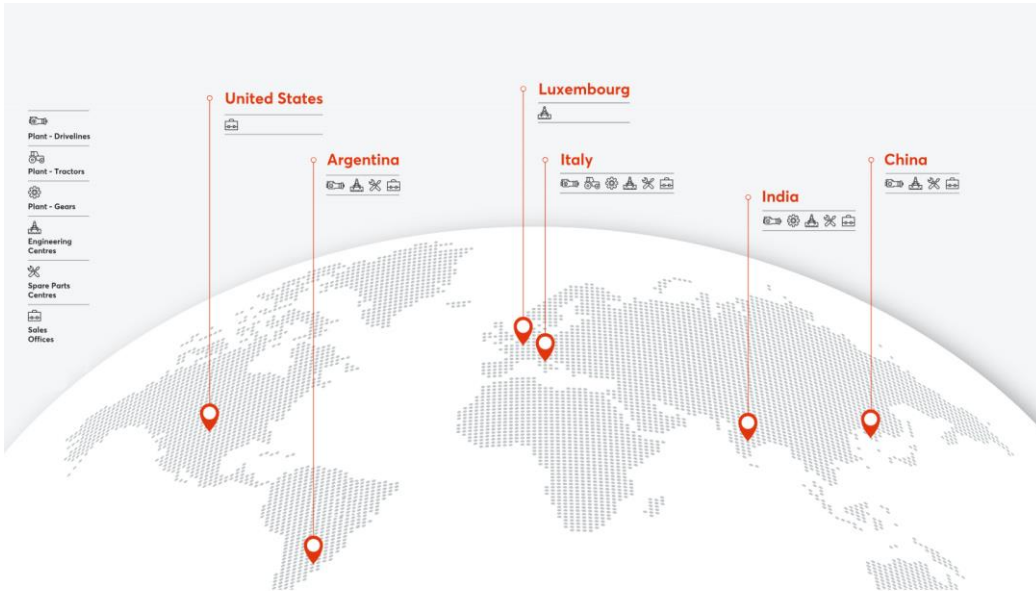 United States
Luxembourg
Argentina
Italy
China
India
Plant - Drivelines
Plant - Tractors
Plant - Gears
Engineering
Centres
Spare Parts
Centres
Sales
Offices